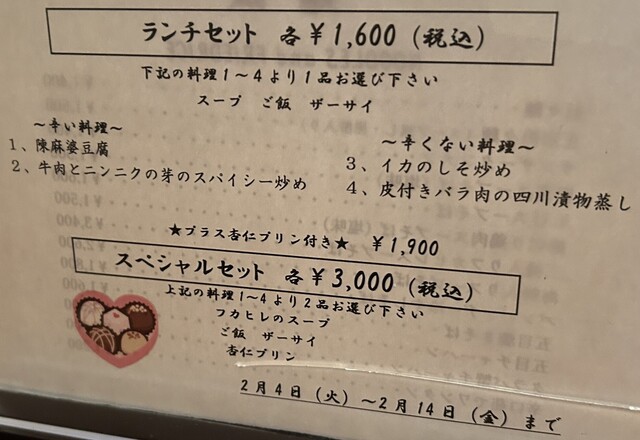 ランチセット 各￥1,600（税込）
下記の料理1～4より1品お選び下さい
スープ ご飯 ザーサイ
～辛い料理～
1、陳麻婆豆腐
2、牛肉とニンニクの芽のスパイシー炒め
～辛くない料理～
3、イカのしそ炒め
4、皮付きバラ肉の四川漬物蒸し
★プラス杏仁プリン付き★ ￥1,900
スペシャルセット 各￥3,000（税込）
上記の料理1～4より2品お選び下さい
フカヒレのスープ
ご飯 ザーサイ
杏仁プリン
2月4日（火）～2月14日（金）まで